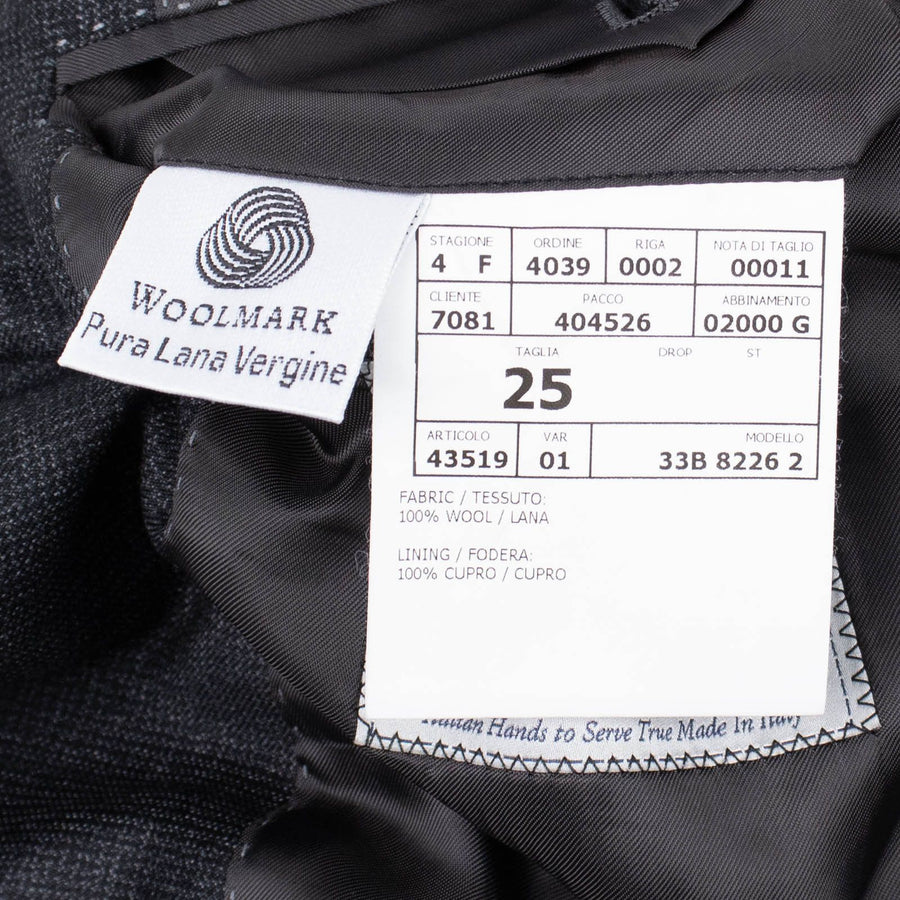 WOOLMARK
Pura Lana Vergine
STAGIONE ORDINE RIGA NOTA DI TAGLIO
4 F 4039 0002 00011
CLIENTE PACCO ABBINAMENTO
7081 404526 02000 G
TAGLIA DROP ST
25
ARTICOLO VAR MODELLO
43519 01 33B 8226 2
FABRIC / TESSUTO:
100% WOOL / LANA
LINING / FODERA:
100% CUPRO / CUPRO
Italian Hands to Serve True Made In Italy